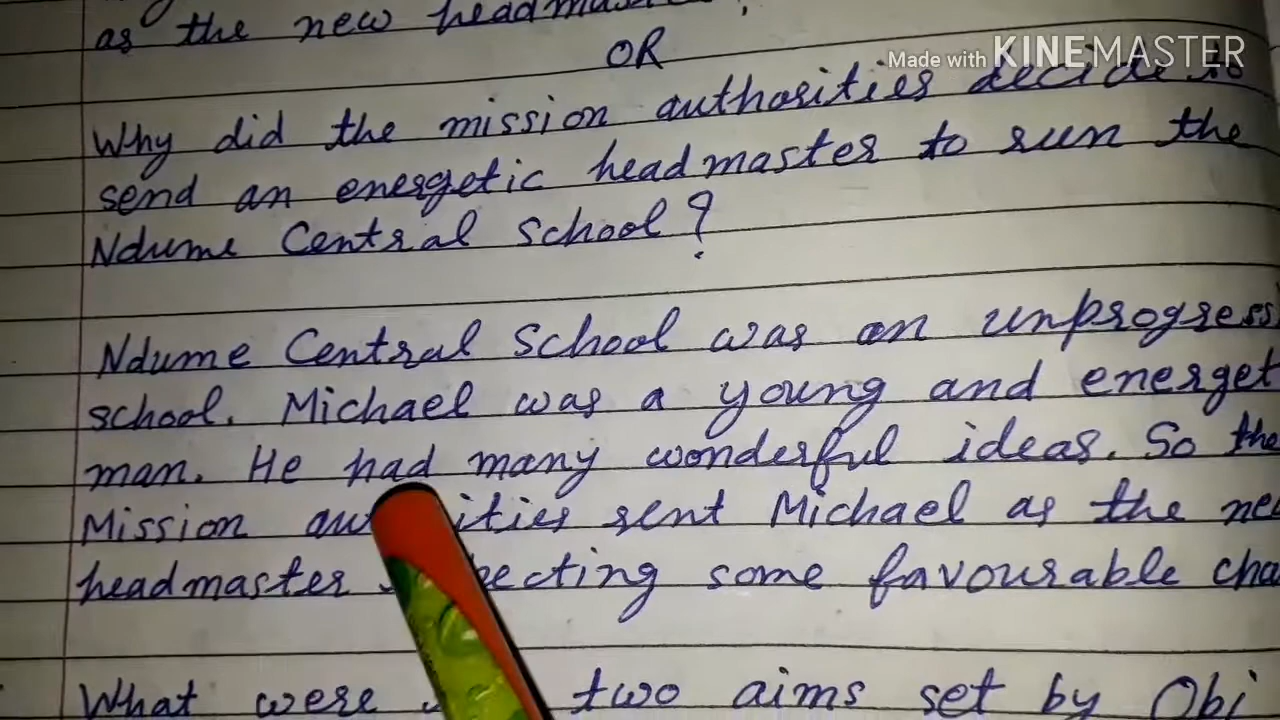 as the new
OR
Made with KINEMASTER
Why did the mission authorities decide to
send an energetic headmaster to run the
Ndume Central School?
Ndume Central School was an unprogress
school. Michael was a young and energet
man. He had many wonderful ideas. So the
Mission sent Michael as the ne
headmaster some favourable cha
What were two aims set by Obi